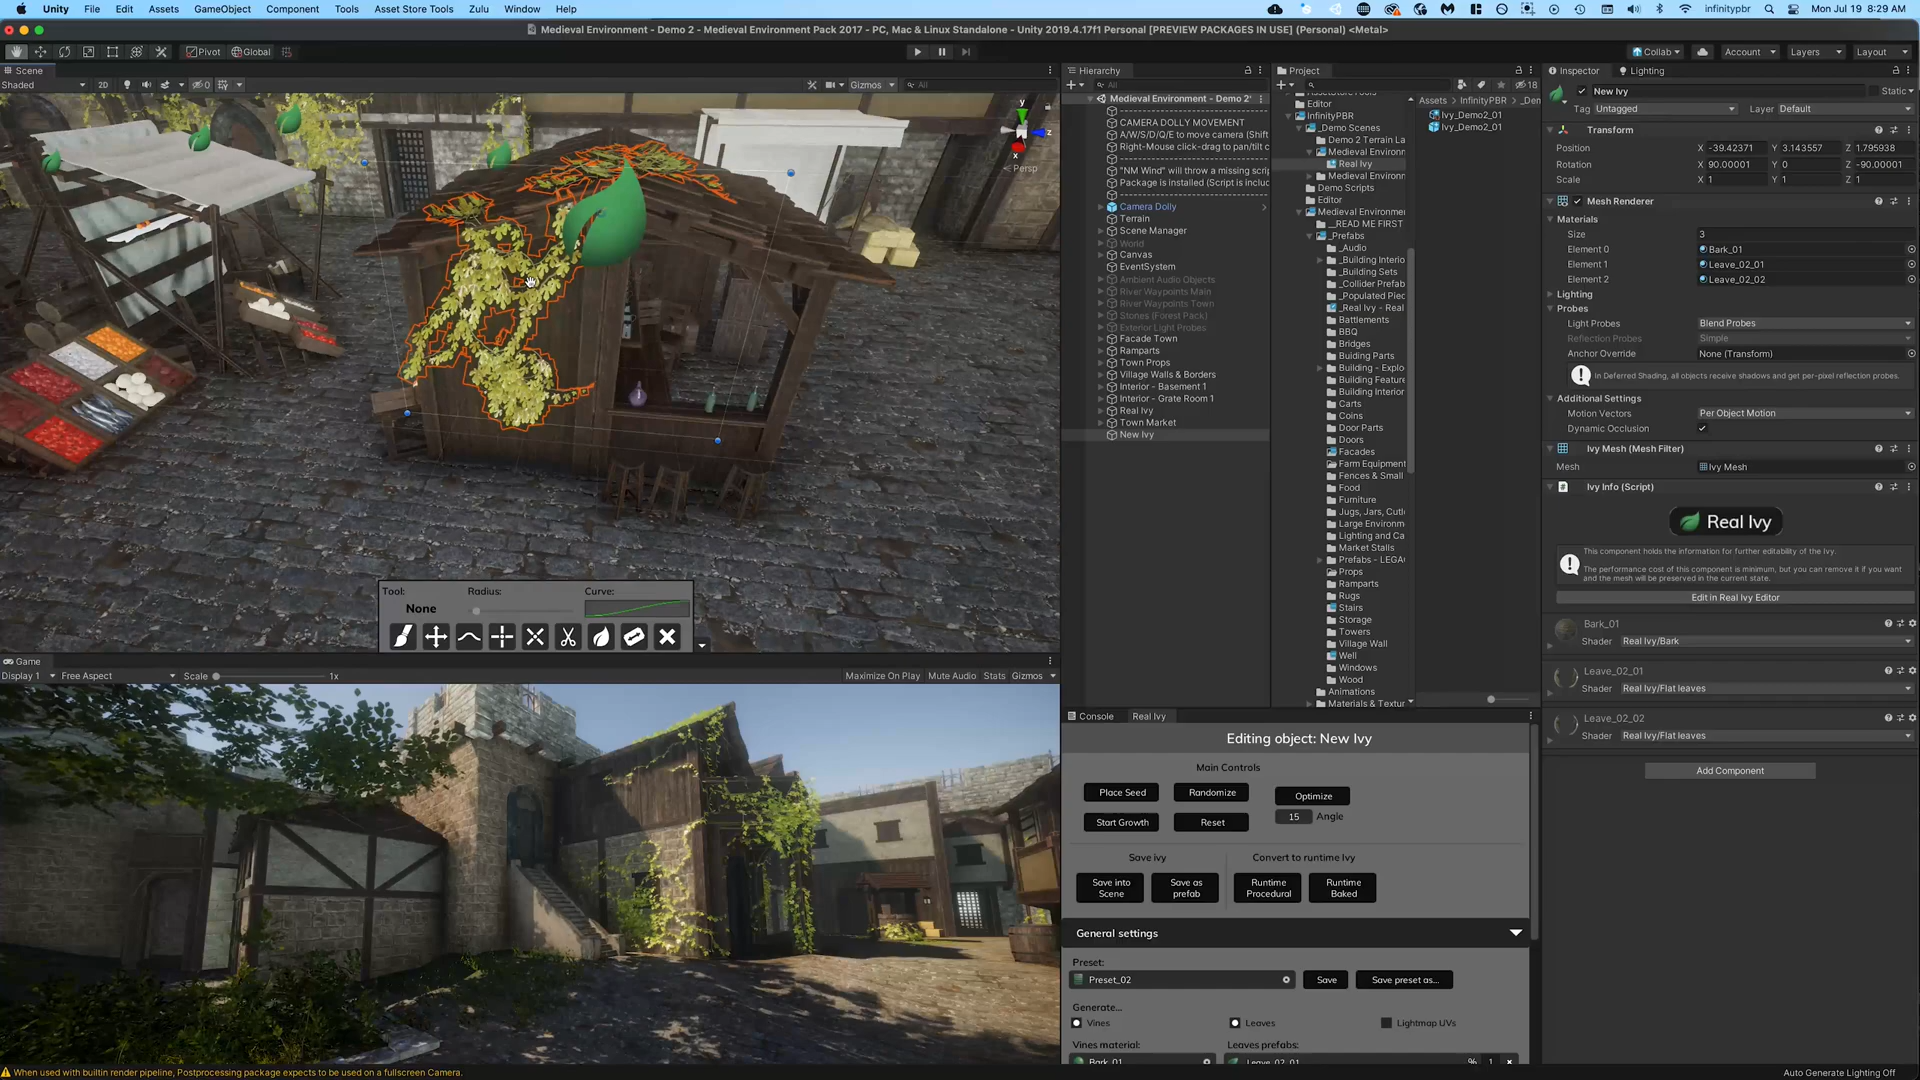 Unity File Edit Assets GameObject Component Tools Asset Store Tools Zulu Window Help
infinitypbr Mon Jul 19 8:29 AM
Medieval Environment - Demo 2 - Medieval Environment Pack 2017 - PC, Mac & Linux Standalone - Unity 2019.4.17f1 Personal [PREVIEW PACKAGES IN USE] (Personal) <Metal>
Pivot Global
Collab Account Layers Layout
Scene
Shaded 2D 0 Gizmos All
y
z
x
Persp
Tool: Radius: Curve:
None
Game
Display 1 Free Aspect Scale 1x Maximize On Play Mute Audio Stats Gizmos
Hierarchy
All
Medieval Environment - Demo 2*
CAMERA DOLLY MOVEMENT
A/W/S/D/Q/E to move camera (Shift
Right-Mouse click-drag to pan/tilt c
"NM Wind" will throw a missing scrip
Package is installed (Script is includ
Camera Dolly
Terrain
Scene Manager
World
Canvas
EventSystem
Ambient Audio Objects
River Waypoints Main
River Waypoints Town
Stones (Forest Pack)
Exterior Light Probes
Facade Town
Ramparts
Town Props
Village Walls & Borders
Interior - Basement 1
Interior - Grate Room 1
Real Ivy
Town Market
New Ivy
Project
18
Editor
InfinityPBR
_Demo Scenes
Demo 2 Terrain La
Medieval Environm
Real Ivy
Medieval Environm
Demo Scripts
Editor
Medieval Environme
__READ ME FIRST
_Prefabs
_Audio
_Building Interio
_Building Sets
_Collider Prefab
_Populated Piec
_Real Ivy - Real
Battlements
BBQ
Bridges
Bulding Parts
Building - Explo
Building Feature
Building Interior
Carts
Coins
Door Parts
Doors
Facades
Farm Equipment
Fences & Small
Food
Furniture
Jugs, Jars, Cutl
Large Environm
Lighting and Ca
Market Stalls
Prefabs - LEGA
Props
Ramparts
Rugs
Stairs
Storage
Towers
Village Wall
Well
Windows
Wood
Animations
Materials & Textur
Assets InfinityPBR _Den
Ivy_Demo2_01
Ivy_Demo2_01
Inspector Lighting
New Ivy Static
Tag Untagged Layer Default
Transform
Position X -39.42371 Y 3.143557 Z 1.795938
Rotation X 90.00001 Y 0 Z -90.00001
Scale X 1 Y 1 Z 1
Mesh Renderer
Materials
Size 3
Element 0 Bark_01
Element 1 Leave_02_01
Element 2 Leave_02_02
Lighting
Probes
Light Probes Blend Probes
Reflection Probes Simple
Anchor Override None (Transform)
In Deferred Shading, all objects receive shadows and get per-pixel reflection probes.
Additional Settings
Motion Vectors Per Object Motion
Dynamic Occlusion
Ivy Mesh (Mesh Filter)
Mesh Ivy Mesh
Ivy Info (Script)
Real Ivy
This component holds the information for further editability of the Ivy.
The performance cost of this component is minimum, but you can remove it if you want
and the mesh will be preserved in the current state.
Edit in Real Ivy Editor
Bark_01
Shader Real Ivy/Bark
Leave_02_01
Shader Real Ivy/Flat leaves
Leave_02_02
Shader Real Ivy/Flat leaves
Add Component
Console Real Ivy
Editing object: New Ivy
Main Controls
Place Seed Randomize Optimize
Start Growth Reset 15 Angle
Save ivy Convert to runtime Ivy
Save into Scene Save as prefab Runtime Procedural Runtime Baked
General settings
Preset:
Preset_02 Save Save preset as...
Generate...
Vines Leaves Lightmap UVs
Vines material: Leaves prefabs:
Bark_01 Leave_02_01 % 1
When used with builtin render pipeline, Postprocessing package expects to be used on a fullscreen Camera.
Auto Generate Lighting Off